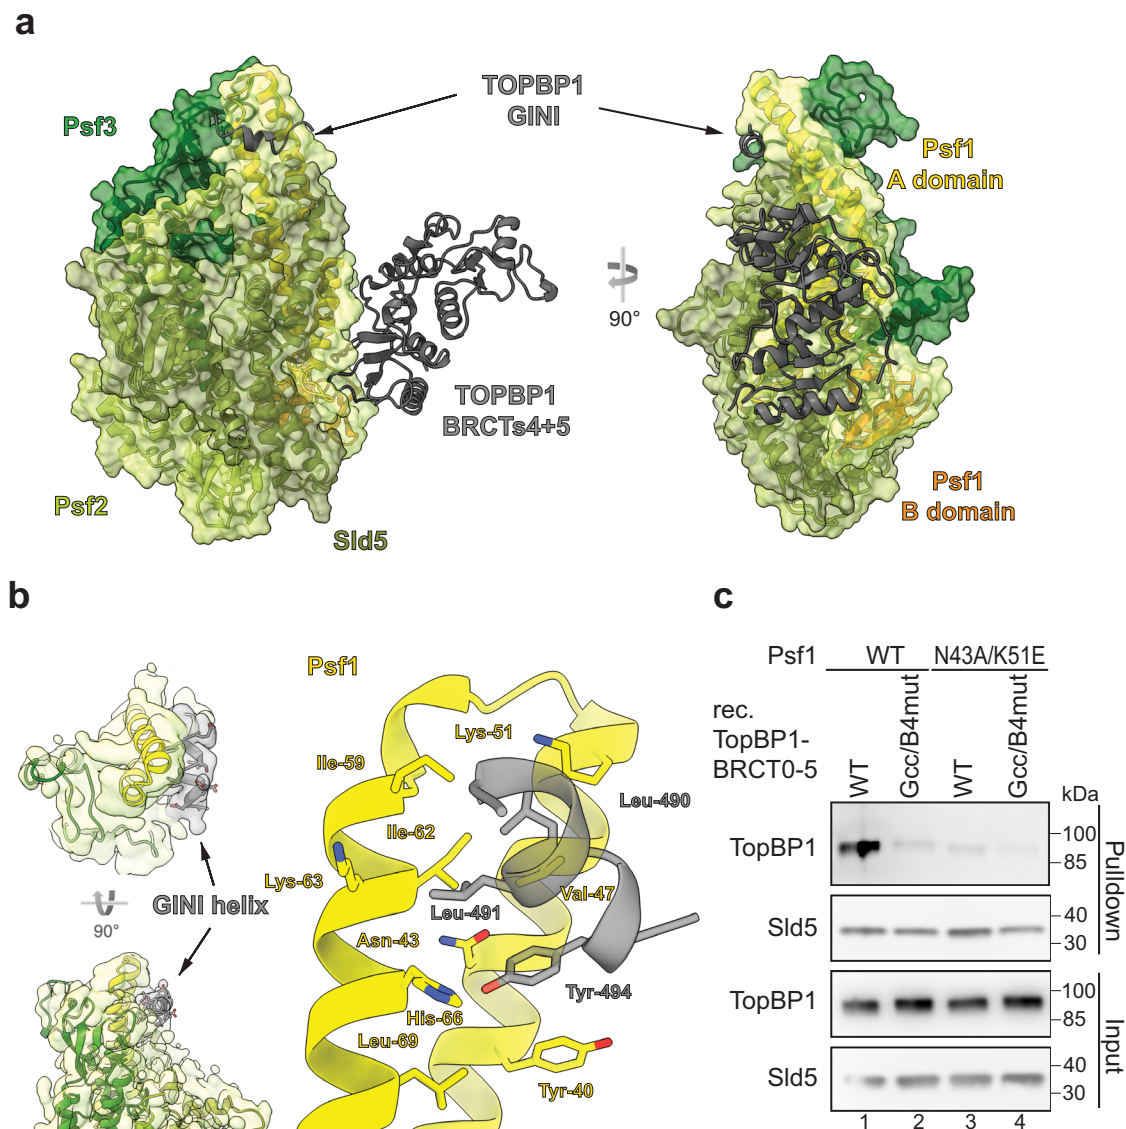 a
TOPBP1
GINI
Psf3
Psf1
A domain
90°
TOPBP1
BRCTs4+5
Psf2
Sld5
Psf1
B domain
b
Psf1
Lys-51
Ile-59
Leu-490
Ile-62
Lys-63
Val-47
Leu-491
GINI helix
90°
Asn-43
Tyr-494
His-66
Leu-69
Tyr-40
c
Psf1 WT N43A/K51E
rec.
TopBP1-
BRCT0-5
WT
Gcc/B4mut
WT
Gcc/B4mut
kDa
TopBP1
100
85
Sld5
40
30
Pulldown
TopBP1
100
85
Sld5
40
30
Input
1 2 3 4